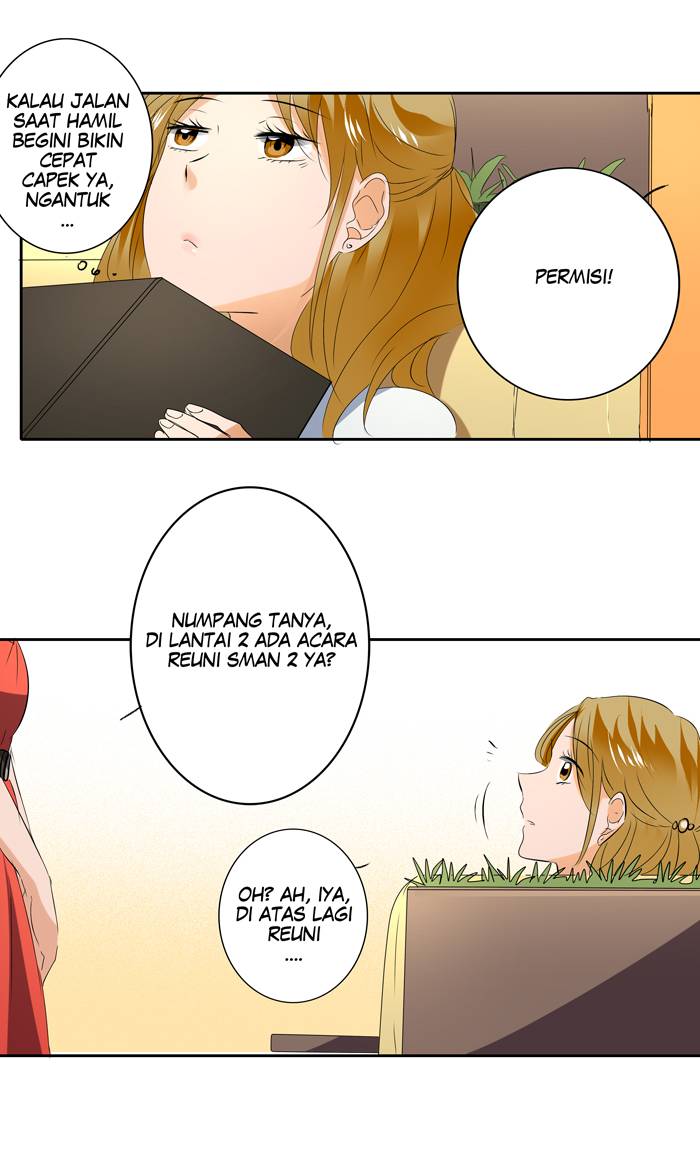 KALAU JALAN
SAAT HAMIL
BEGINI BIKIN
CEPAT
CAPEK YA,
NGANTUK
...
PERMISI!
NUMPANG TANYA,
DI LANTAI 2 ADA ACARA
REUNI SMAN 2 YA?
OH? AH, IYA,
DI ATAS LAGI
REUNI
....